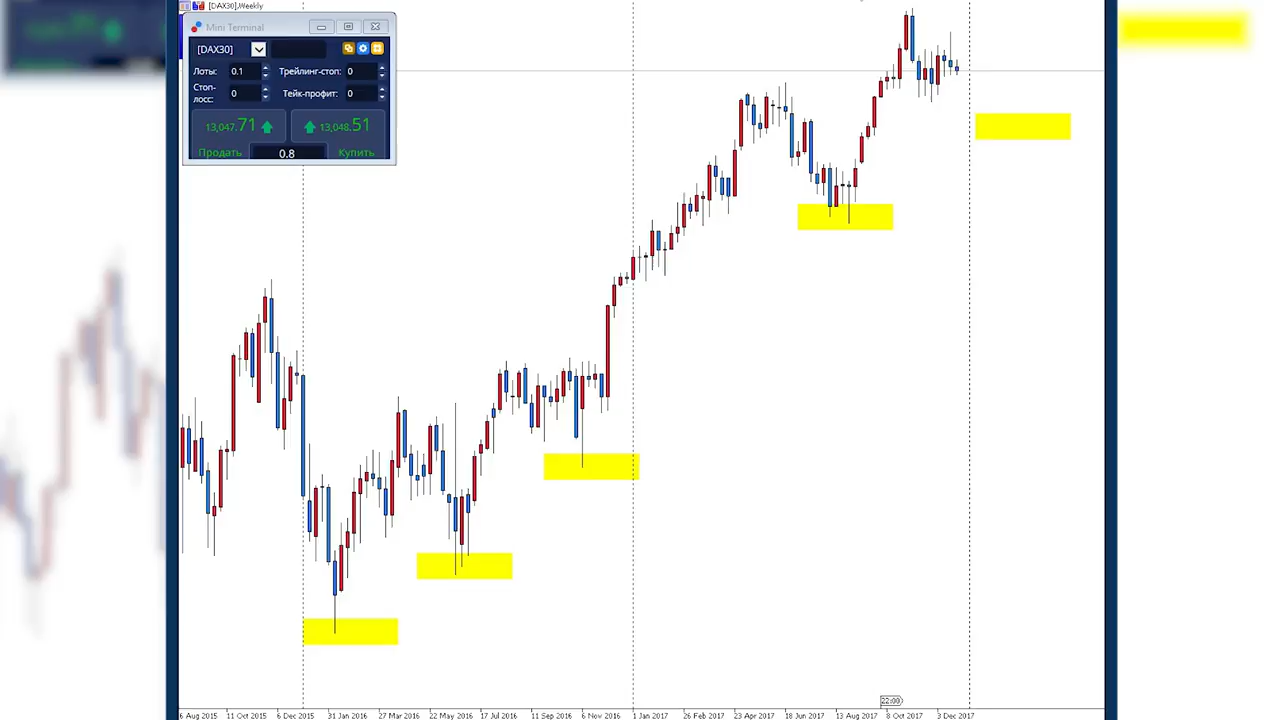 [DAX30],Weekly
Mini Terminal
[DAX30]
Лоты: 0.1 Трейлинг-стоп: 0
Стоп-лосс: 0 Тейк-профит: 0
13,047.71 13,048.51
Продать 0.8 Купить
22:00
6 Aug 2015 11 Oct 2015 6 Dec 2015 31 Jan 2016 27 Mar 2016 22 May 2016 17 Jul 2016 11 Sep 2016 6 Nov 2016 1 Jan 2017 26 Feb 2017 23 Apr 2017 18 Jun 2017 13 Aug 2017 8 Oct 2017 3 Dec 2017